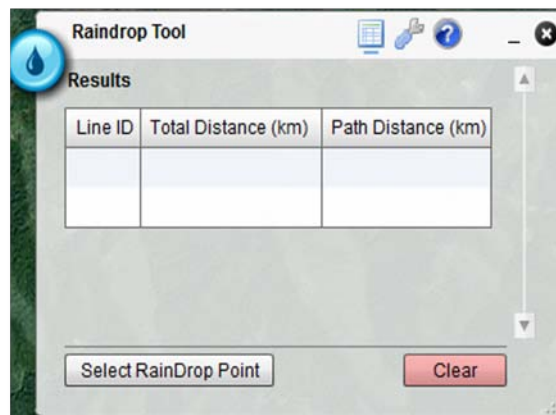 Raindrop Tool
Results
Line ID Total Distance (km) Path Distance (km)
Select RainDrop Point Clear